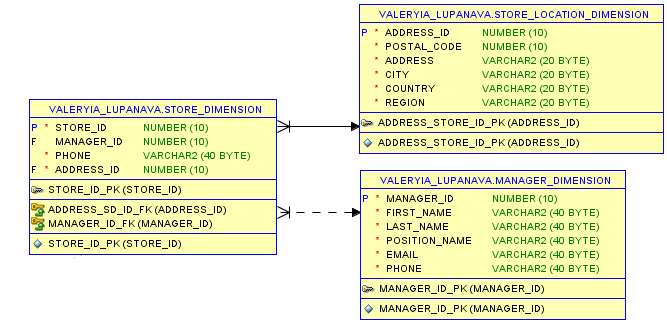 VALERYIA_LUPANAVA.STORE_LOCATION_DIMENSION
P * ADDRESS_ID NUMBER (10)
* POSTAL_CODE NUMBER (10)
* ADDRESS VARCHAR2 (20 BYTE)
* CITY VARCHAR2 (20 BYTE)
* COUNTRY VARCHAR2 (20 BYTE)
* REGION VARCHAR2 (20 BYTE)
ADDRESS_STORE_ID_PK (ADDRESS_ID)
ADDRESS_STORE_ID_PK (ADDRESS_ID)
VALERYIA_LUPANAVA.STORE_DIMENSION
P * STORE_ID NUMBER (10)
F MANAGER_ID NUMBER (10)
* PHONE VARCHAR2 (40 BYTE)
F * ADDRESS_ID NUMBER (10)
STORE_ID_PK (STORE_ID)
ADDRESS_SD_ID_FK (ADDRESS_ID)
MANAGER_ID_FK (MANAGER_ID)
STORE_ID_PK (STORE_ID)
VALERYIA_LUPANAVA.MANAGER_DIMENSION
P * MANAGER_ID NUMBER (10)
* FIRST_NAME VARCHAR2 (40 BYTE)
* LAST_NAME VARCHAR2 (40 BYTE)
* POSITION_NAME VARCHAR2 (40 BYTE)
* EMAIL VARCHAR2 (40 BYTE)
* PHONE VARCHAR2 (40 BYTE)
MANAGER_ID_PK (MANAGER_ID)
MANAGER_ID_PK (MANAGER_ID)